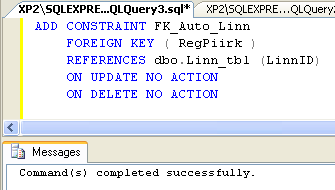 XP2\SQLEXPRE...QLQuery3.sql*
XP2\SQLEXPRE...QLQuery2
ADD CONSTRAINT FK_Auto_Linn
FOREIGN KEY ( RegPiirk )
REFERENCES dbo.Linn_tbl (LinnID)
ON UPDATE NO ACTION
ON DELETE NO ACTION
Messages
Command(s) completed successfully.